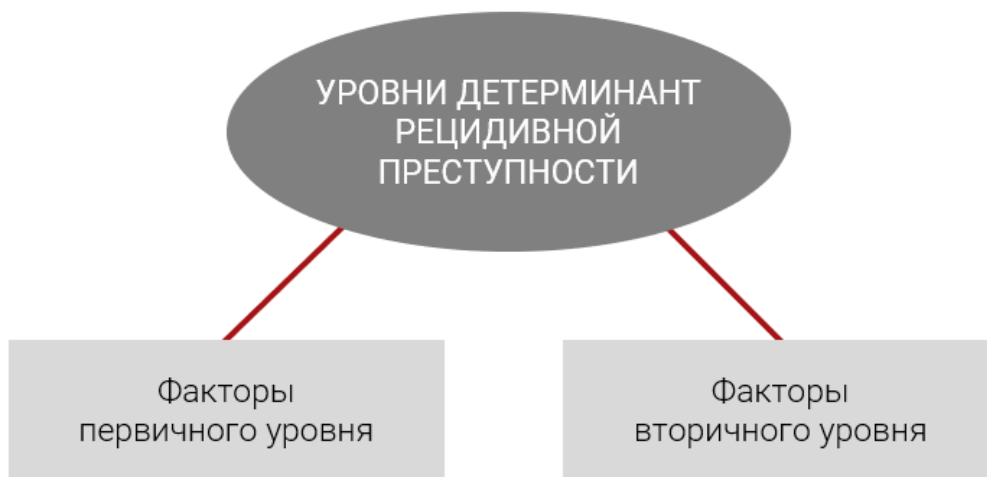 УРОВНИ ДЕТЕРМИНАНТ
РЕЦИДИВНОЙ
ПРЕСТУПНОСТИ
Факторы
первичного уровня
Факторы
вторичного уровня